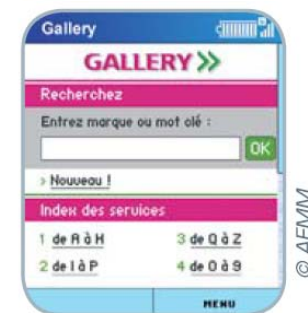 Gallery
GALLERY>>
Recherchez
Entrez marque ou mot clé :
OK
> Nouveau !
Index des services
1 de A à H
3 de Q à Z
2 de I à P
4 de 0 à 9
MENU
© AFMM